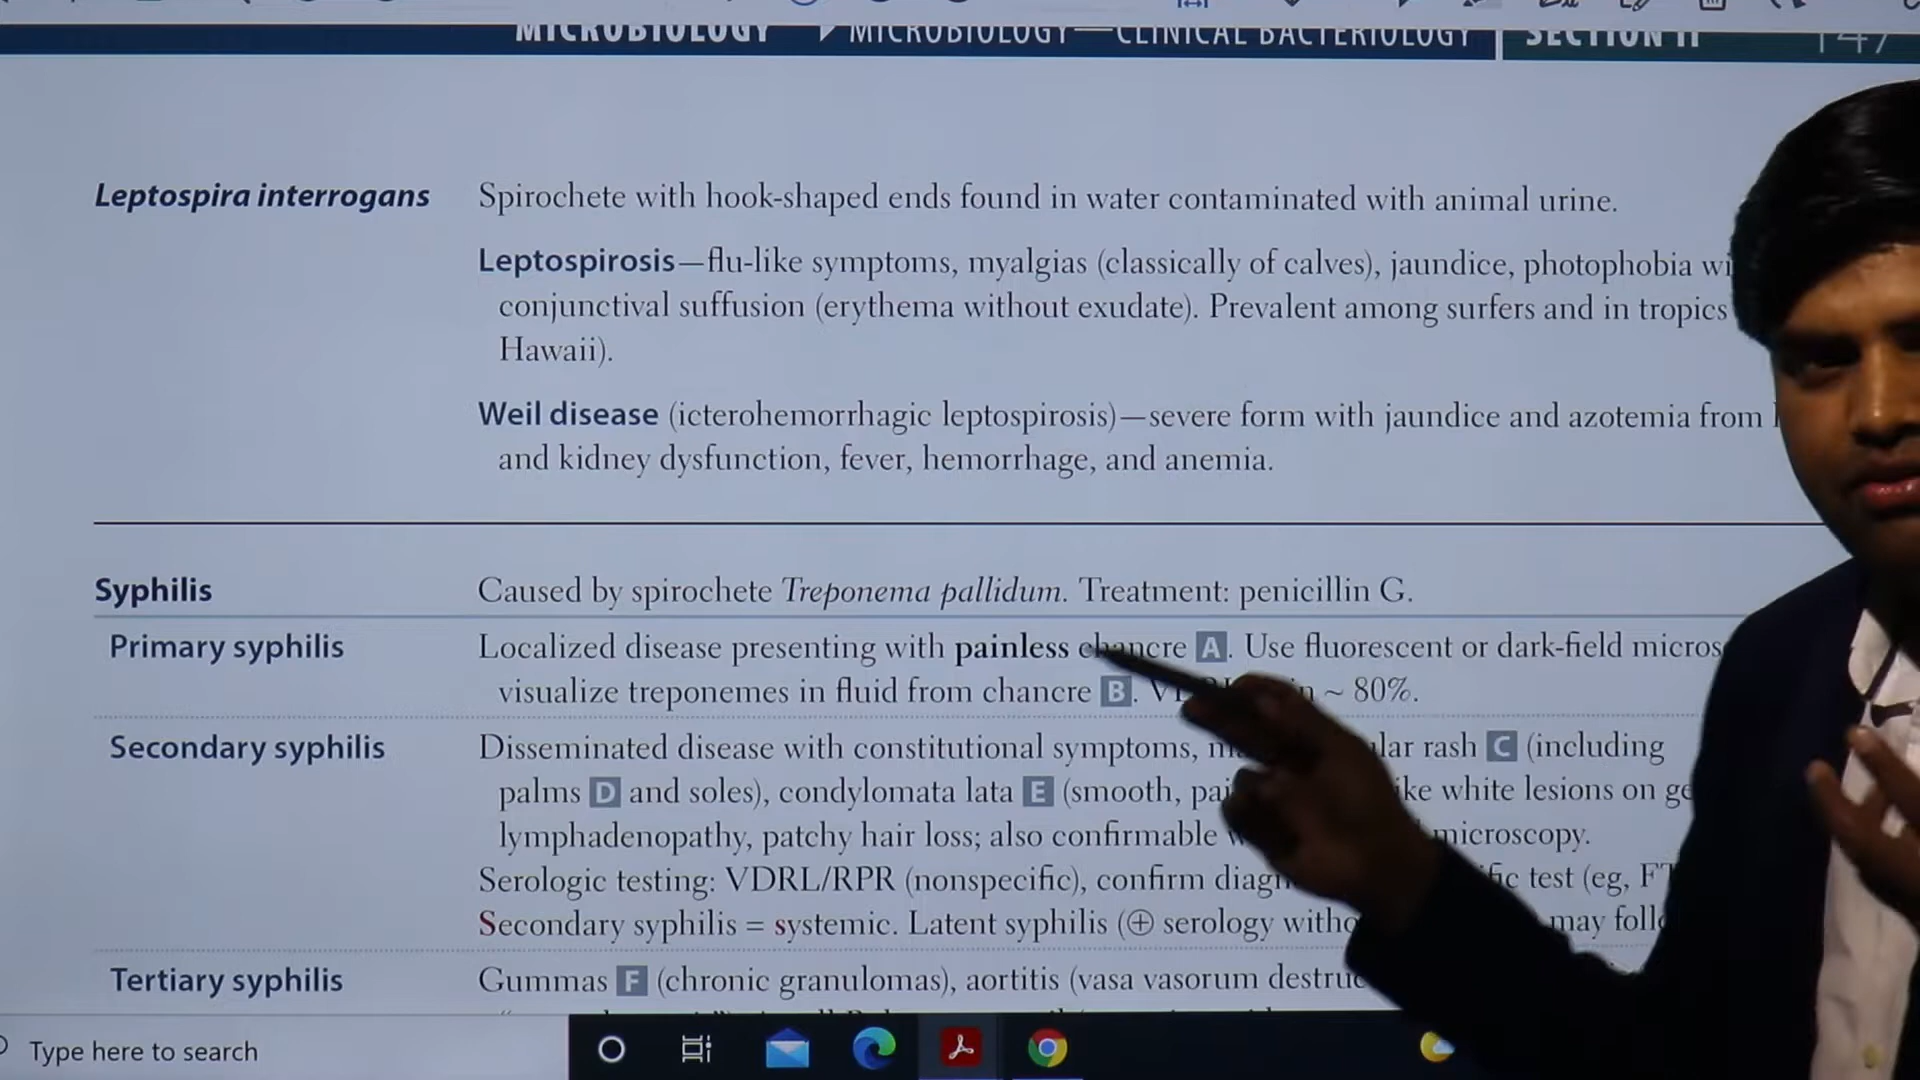 MICROBIOLOGY MICROBIOLOGY—CLINICAL BACTERIOLOGY SECTION II 147
Leptospira interrogans Spirochete with hook-shaped ends found in water contaminated with animal urine.
Leptospirosis—flu-like symptoms, myalgias (classically of calves), jaundice, photophobia
conjunctival suffusion (erythema without exudate). Prevalent among surfers and in tropics
Hawaii).
Weil disease (icterohemorrhagic leptospirosis)—severe form with jaundice and azotemia from
and kidney dysfunction, fever, hemorrhage, and anemia.
Syphilis Caused by spirochete Treponema pallidum. Treatment: penicillin G.
Primary syphilis Localized disease presenting with painless chancre A. Use fluorescent or dark-field
visualize treponemes in fluid from chancre B. ~ 80%.
Secondary syphilis Disseminated disease with constitutional symptoms, rash C (including
palms D and soles), condylomata lata E (smooth, white lesions on
lymphadenopathy, patchy hair loss; also confirmable microscopy.
Serologic testing: VDRL/RPR (nonspecific), confirm test (eg,
Secondary syphilis = systemic. Latent syphilis (⊕ serology may
Tertiary syphilis Gummas F (chronic granulomas), aortitis (vasa vasorum
Type here to search